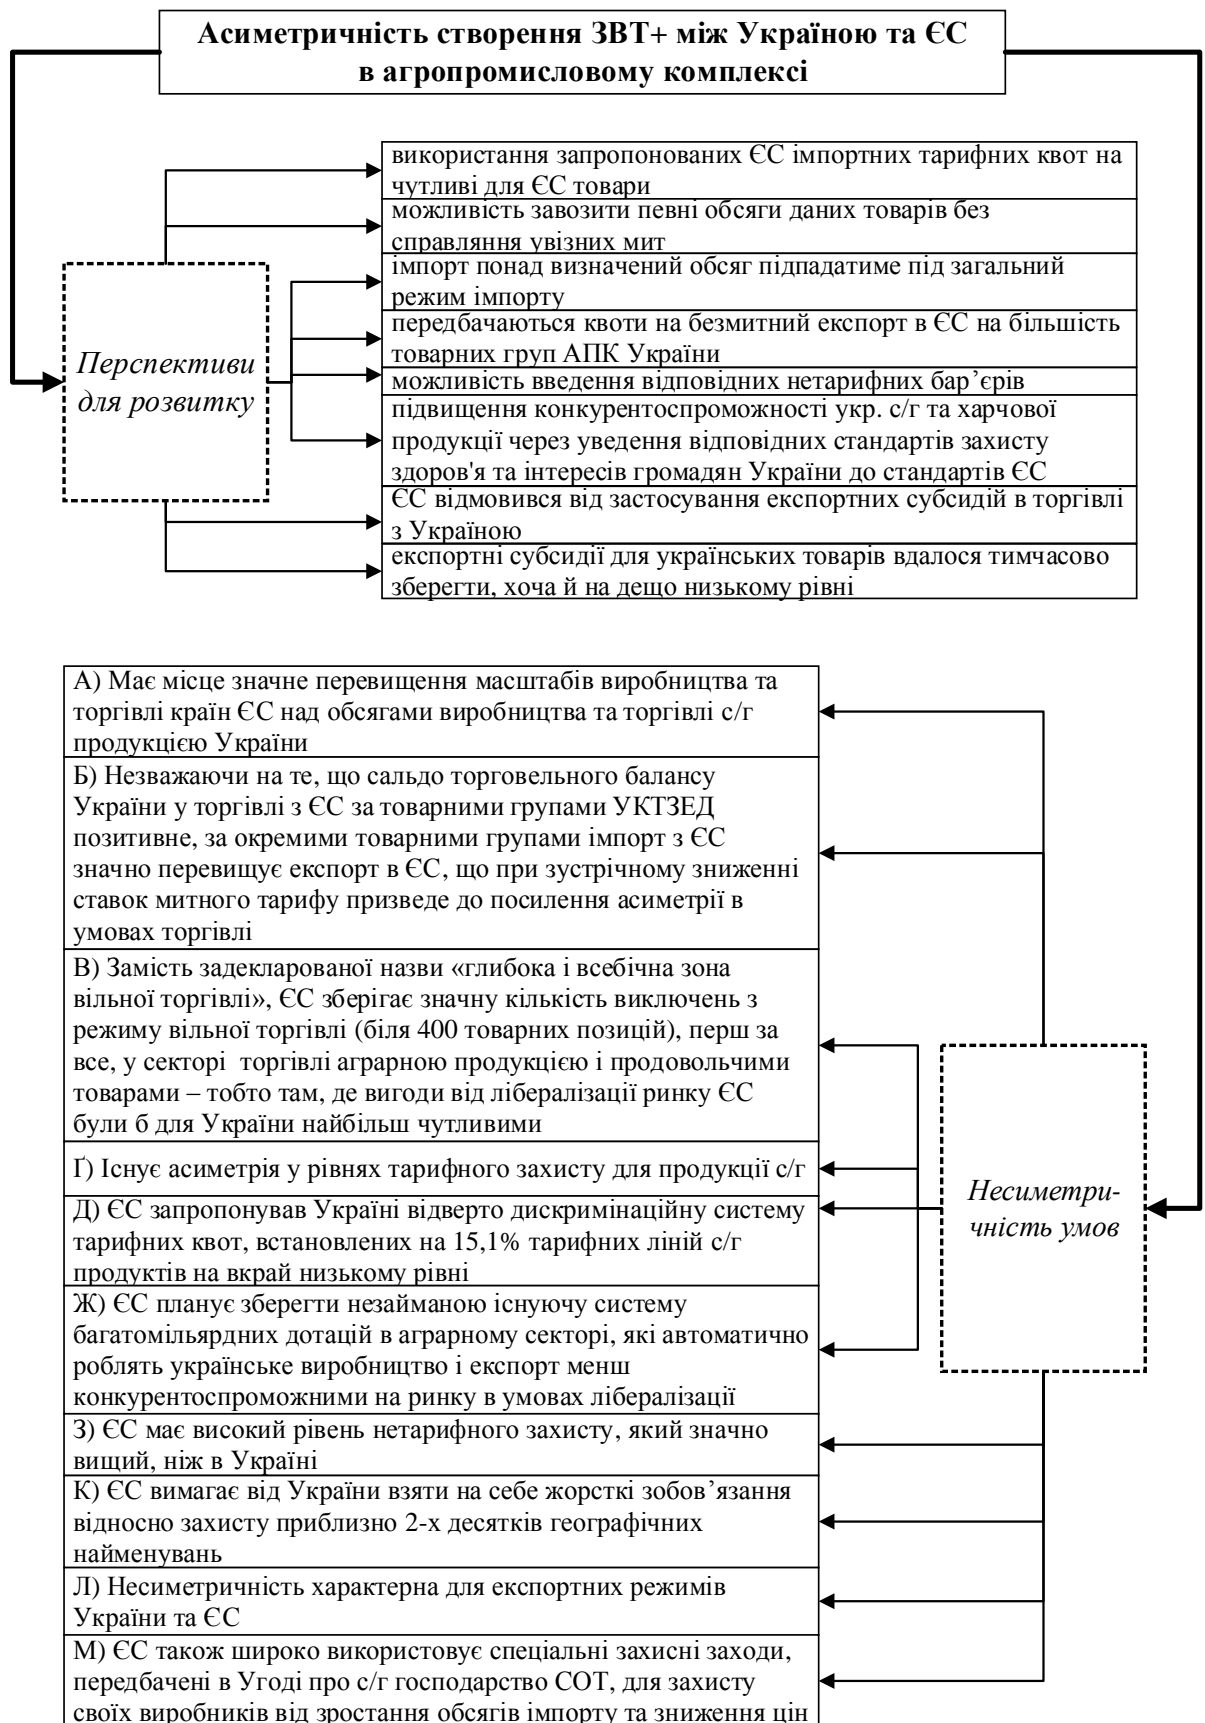 Асиметричність створення ЗВТ+ між Україною та ЄС
в агропромисловому комплексі
використання запропонованих ЄС імпортних тарифних квот на
чутливі для ЄС товари
можливість завозити певні обсяги даних товарів без
справляння увізних мит
імпорт понад визначений обсяг підпадатиме під загальний
режим імпорту
передбачаються квоти на безмитний експорт в ЄС на більшість
товарних груп АПК України
можливість введення відповідних нетарифних бар’єрів
підвищення конкурентоспроможності укр. с/г та харчової
продукції через уведення відповідних стандартів захисту
здоров'я та інтересів громадян України до стандартів ЄС
ЄС відмовився від застосування експортних субсидій в торгівлі
з Україною
експортні субсидії для українських товарів вдалося тимчасово
зберегти, хоча й на дещо низькому рівні
Перспективи
для розвитку
А) Має місце значне перевищення масштабів виробництва та
торгівлі країн ЄС над обсягами виробництва та торгівлі с/г
продукцією України
Б) Незважаючи на те, що сальдо торговельного балансу
України у торгівлі з ЄС за товарними групами УКТЗЕД
позитивне, за окремими товарними групами імпорт з ЄС
значно перевищує експорт в ЄС, що при зустрічному зниженні
ставок митного тарифу призведе до посилення асиметрії в
умовах торгівлі
В) Замість задекларованої назви «глибока і всебічна зона
вільної торгівлі», ЄС зберігає значну кількість виключень з
режиму вільної торгівлі (біля 400 товарних позицій), перш за
все, у секторі торгівлі аграрною продукцією і продовольчими
товарами – тобто там, де вигоди від лібералізації ринку ЄС
були б для України найбільш чутливими
Ґ) Існує асиметрія у рівнях тарифного захисту для продукції с/г
Д) ЄС запропонував Україні відверто дискримінаційну систему
тарифних квот, встановлених на 15,1% тарифних ліній с/г
продуктів на вкрай низькому рівні
Ж) ЄС планує зберегти незайманою існуючу систему
багатомільярдних дотацій в аграрному секторі, які автоматично
роблять українське виробництво і експорт менш
конкурентоспроможними на ринку в умовах лібералізації
З) ЄС має високий рівень нетарифного захисту, який значно
вищий, ніж в Україні
К) ЄС вимагає від України взяти на себе жорсткі зобов’язання
відносно захисту приблизно 2-х десятків географічних
найменувань
Л) Несиметричність характерна для експортних режимів
України та ЄС
М) ЄС також широко використовує спеціальні захисні заходи,
передбачені в Угоді про с/г господарство СОТ, для захисту
своїх виробників від зростання обсягів імпорту та зниження цін
Несиметри-
чність умов